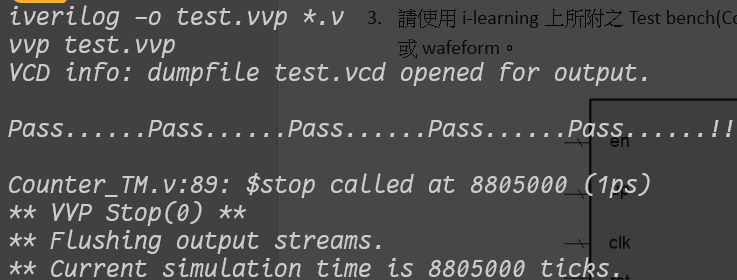 iverilog -o test.vvp *.v
3. 請使用 i-learning 上所附之 Test bench(Co
vvp test.vvp
或 wafeform。
VCD info: dumpfile test.vcd opened for output.
Pass......Pass......Pass......Pass......Pass......!!
en
Counter_TM.v:89: $stop called at 8805000 (1ps)
** VVP Stop(0) **
** Flushing output streams.
clk
** Current simulation time is 8805000 ticks.